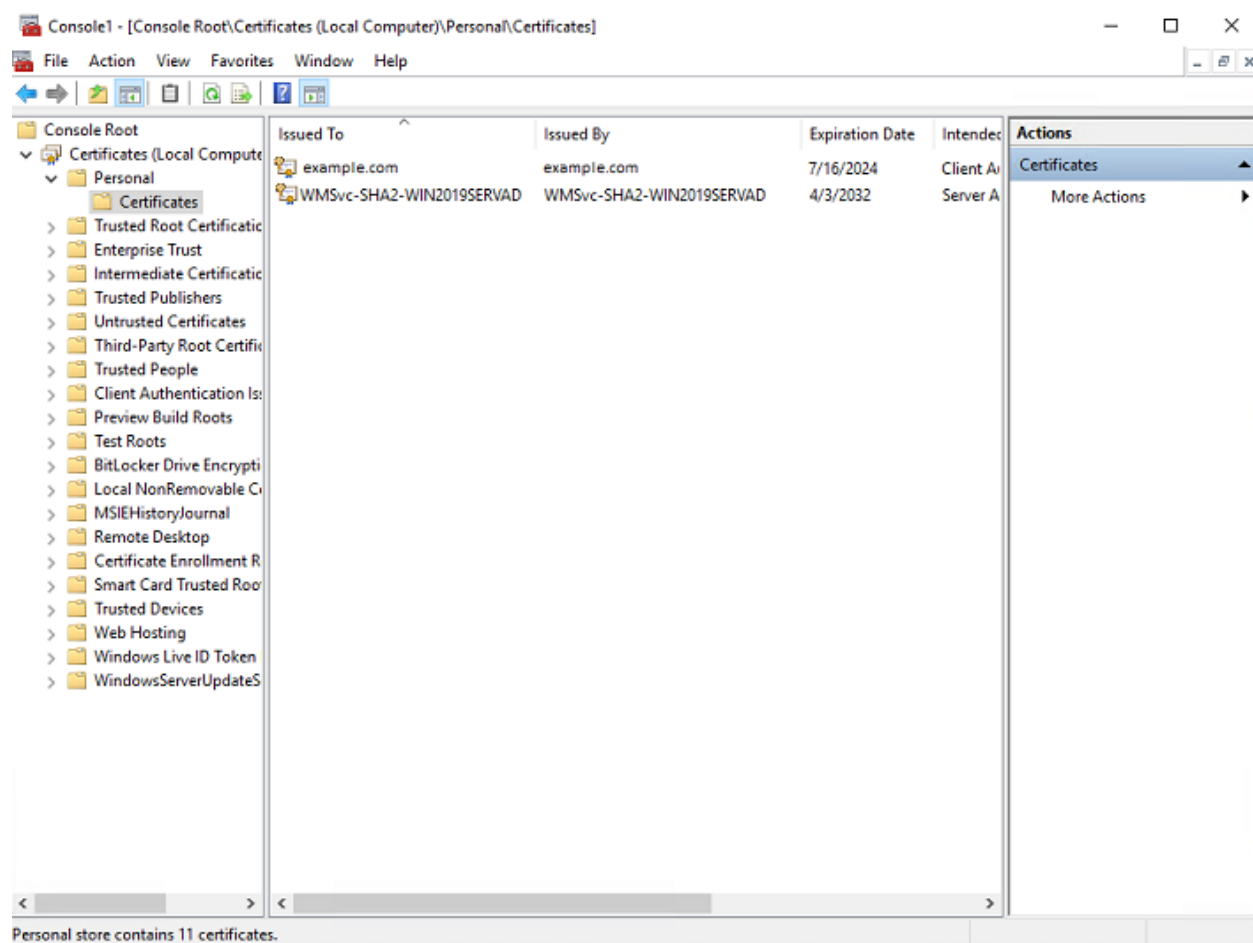 Console1 - [Console Root\Certificates (Local Computer)\Personal\Certificates]
File Action View Favorites Window Help
Console Root
Certificates (Local Compute
Personal
Certificates
Trusted Root Certificatic
Enterprise Trust
Intermediate Certificatic
Trusted Publishers
Untrusted Certificates
Third-Party Root Certific
Trusted People
Client Authentication Is:
Preview Build Roots
Test Roots
BitLocker Drive Encrypti
Local NonRemovable C
MSIEHistoryJournal
Remote Desktop
Certificate Enrollment R
Smart Card Trusted Roo
Trusted Devices
Web Hosting
Windows Live ID Token
WindowsServerUpdateS
Issued To Issued By Expiration Date Intended
example.com example.com 7/16/2024 Client A
WMSvc-SHA2-WIN2019SERVAD WMSvc-SHA2-WIN2019SERVAD 4/3/2032 Server A
Actions
Certificates
More Actions
Personal store contains 11 certificates.